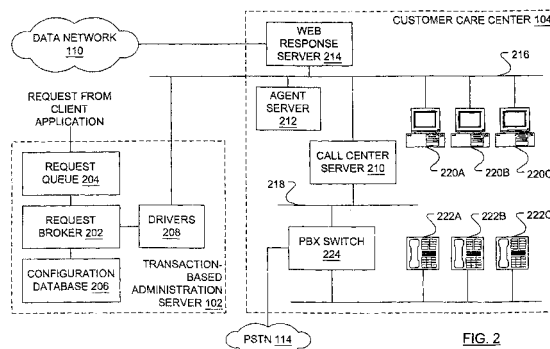 CUSTOMER CARE CENTER 104
DATA NETWORK
110
WEB
RESPONSE
SERVER 214
216
REQUEST FROM
CLIENT
APPLICATION
AGENT
SERVER
212
CALL CENTER
SERVER 210
220A
220B
220C
REQUEST
QUEUE 204
218
REQUEST
BROKER 202
DRIVERS
208
PBX SWITCH
224
222A
222B
222C
CONFIGURATION
DATABASE 206
TRANSACTION-
BASED
ADMINISTRATION
SERVER 102
PSTN 114
FIG. 2